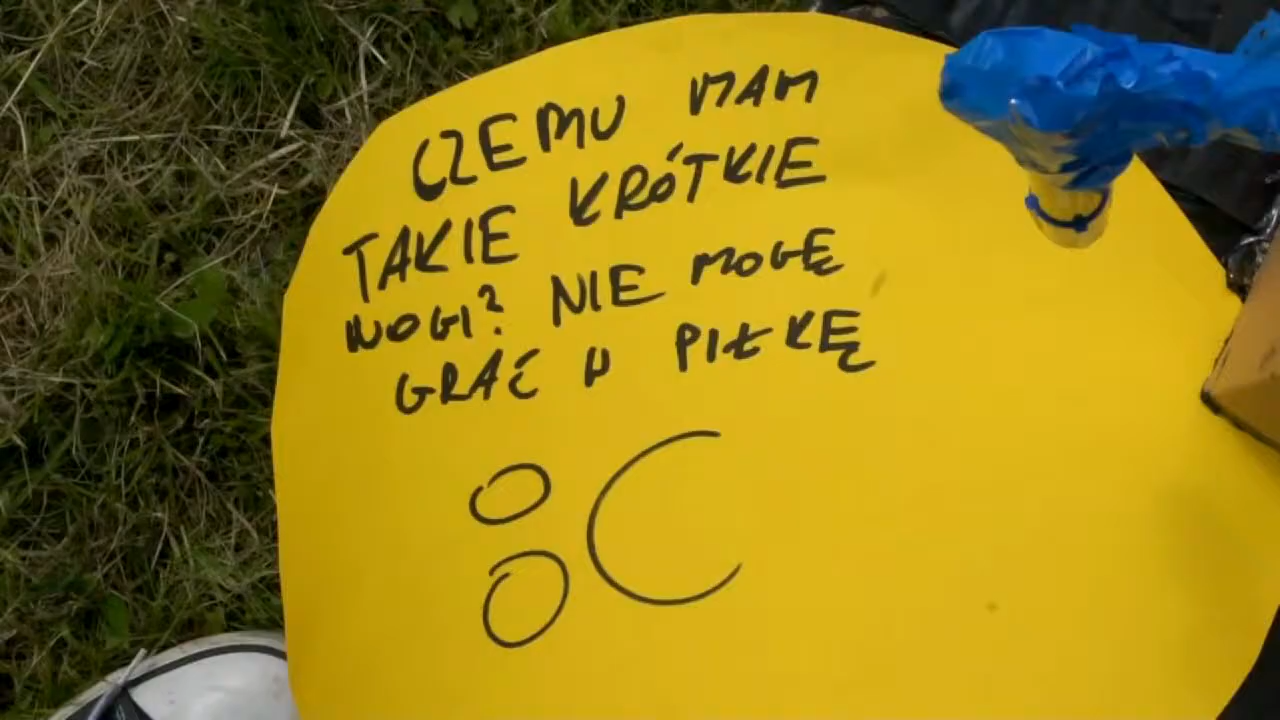 CZEMU MAM
TAKIE KRÓTKIE
NOGI? NIE MOGĘ
GRAĆ W PIŁKĘ
:(